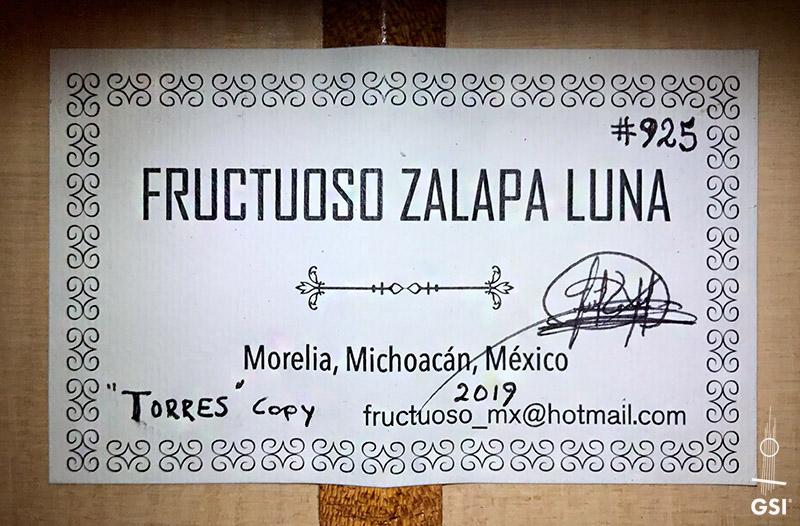 #925
FRUCTUOSO ZALAPA LUNA
Morelia, Michoacán, México
2019
"TORRES" Copy
fructuoso_mx@hotmail.com
GSI